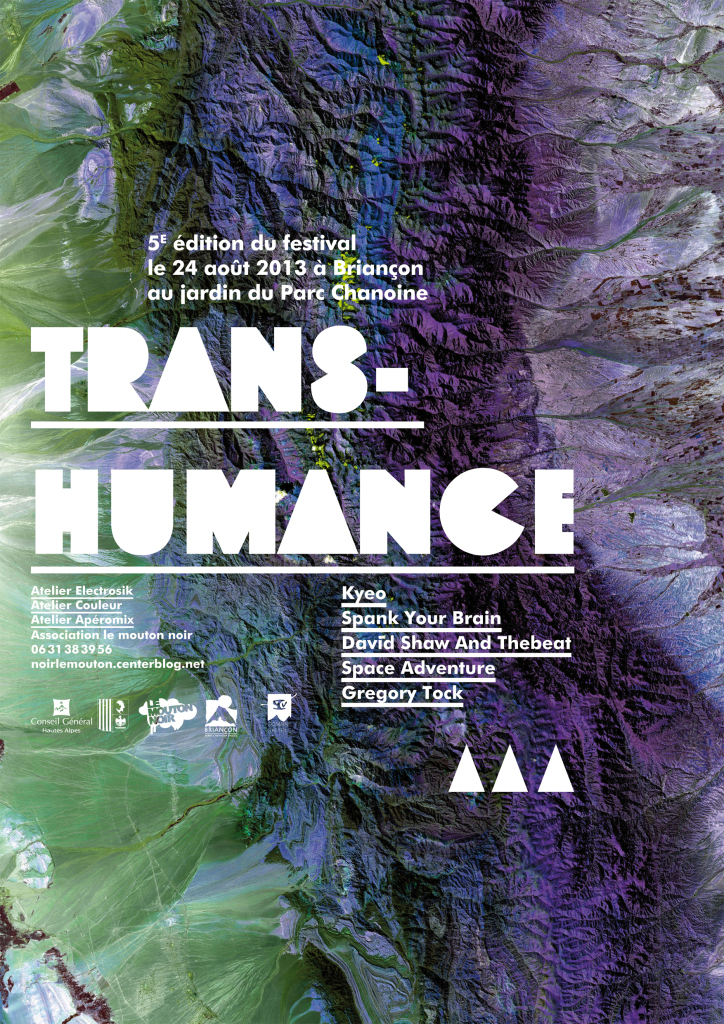 5E édition du festival
le 24 août 2013 à Briançon
au jardin du Parc Chanoine
TRANS-
HUMANCE
Atelier Electrosik
Atelier Couleur
Atelier Apéromix
Association le mouton noir
06 31 38 39 56
noirlemouton.centerblog.net
Kyeo
Spank Your Brain
David Shaw And Thebeat
Space Adventure
Gregory Tock
Conseil Général
Hautes Alpes
LE
MOUTON
NOIR
BRIANÇON